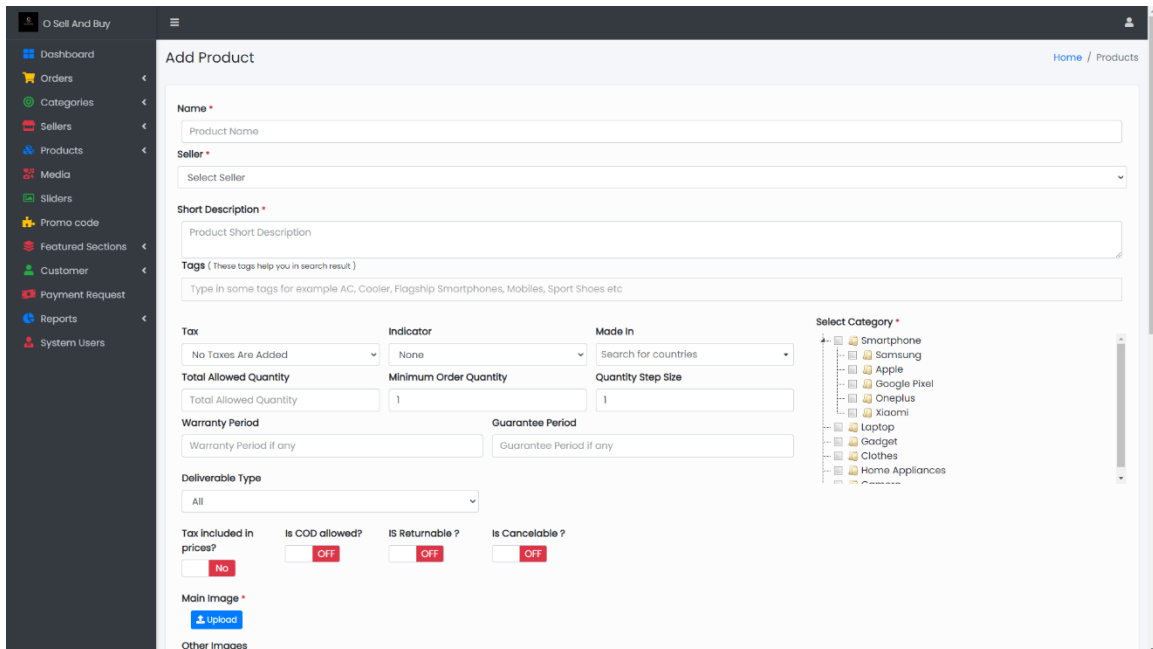 O Sell And Buy
Dashboard
Orders
Categories
Sellers
Products
Media
Sliders
Promo code
Featured Sections
Customer
Payment Request
Reports
System Users
Add Product
Home / Products
Name *
Product Name
Seller *
Select Seller
Short Description *
Product Short Description
Tags ( These tags help you in search result )
Type in some tags for example AC, Cooler, Flagship Smartphones, Mobiles, Sport Shoes etc
Tax Indicator Made In
No Taxes Are Added None Search for countries
Total Allowed Quantity Minimum Order Quantity Quantity Step Size
Total Allowed Quantity 1 1
Warranty Period Guarantee Period
Warranty Period if any Guarantee Period if any
Select Category *
Smartphone
Samsung
Apple
Google Pixel
Oneplus
Xiaomi
Laptop
Gadget
Clothes
Home Appliances
Camera
Deliverable Type
All
Tax included in prices? Is COD allowed? IS Returnable ? Is Cancelable ?
No OFF OFF OFF
Main Image *
Upload
Other Images